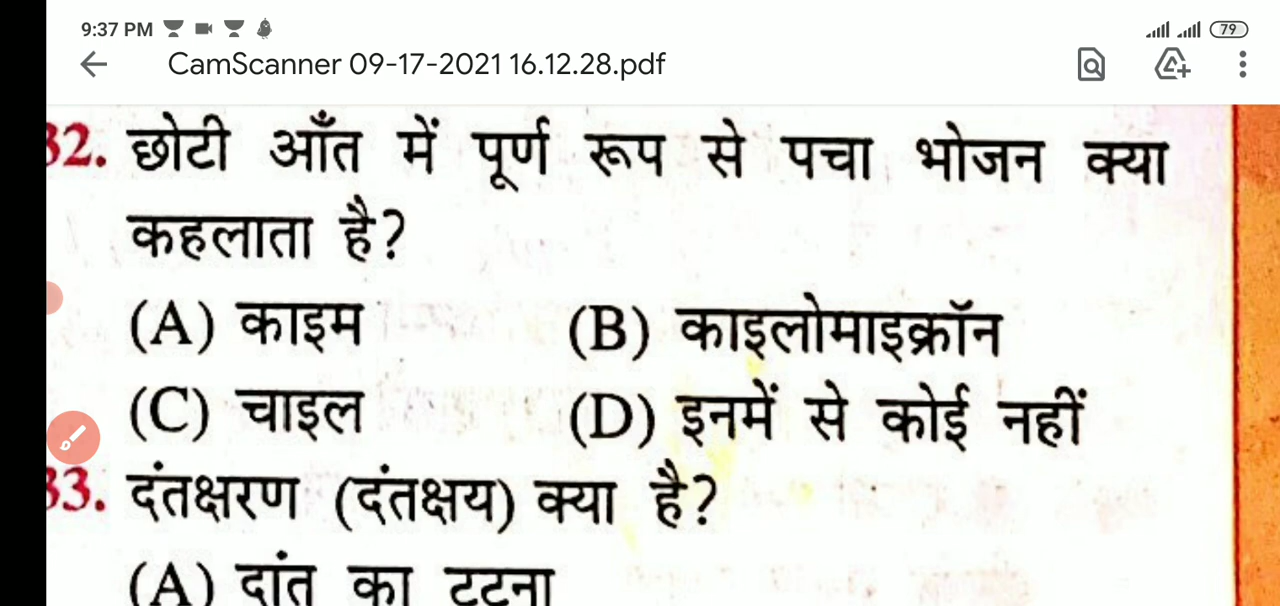 9:37 PM 79
CamScanner 09-17-2021 16.12.28.pdf
32. छोटी आँत में पूर्ण रूप से पचा भोजन क्या
कहलाता है?
(A) काइम (B) काइलोमाइक्रॉन
(C) चाइल (D) इनमें से कोई नहीं
33. दंतक्षरण (दंतक्षय) क्या है?
(A) दांत का